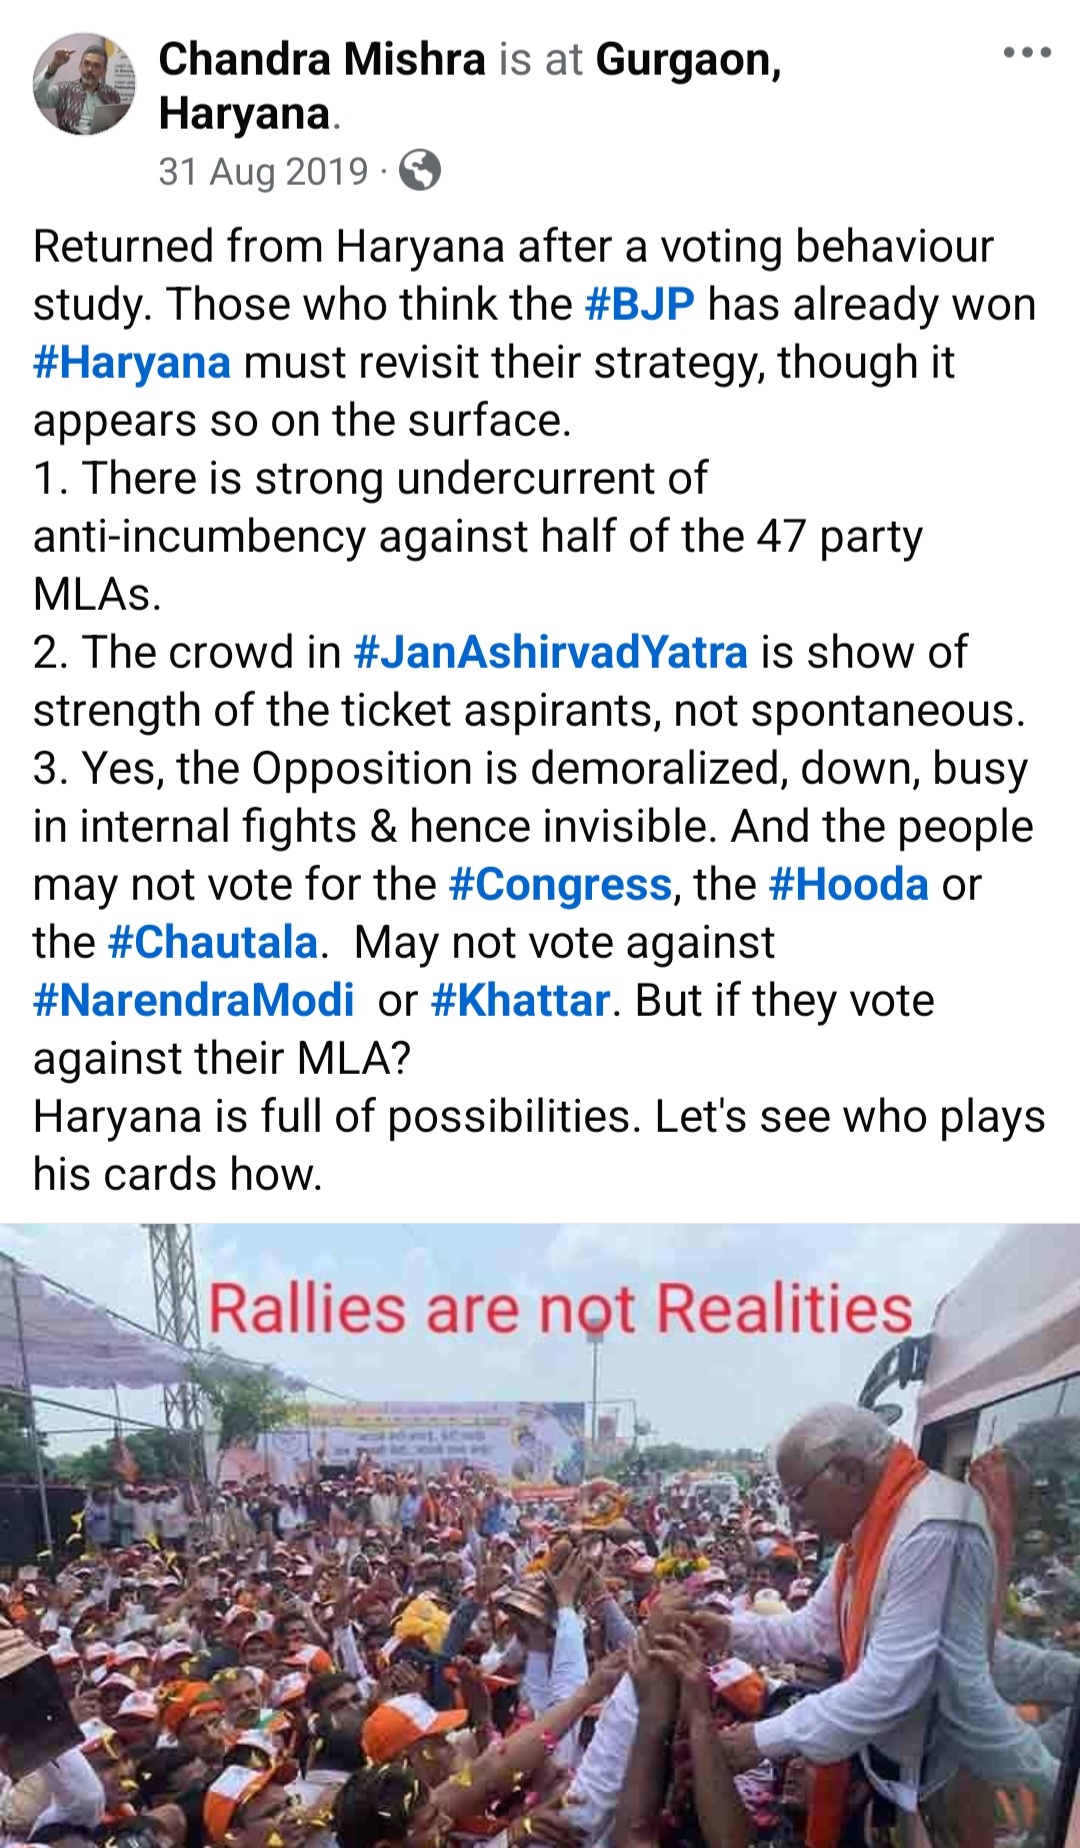 Chandra Mishra is at Gurgaon,
Haryana.
31 Aug 2019 ·
Returned from Haryana after a voting behaviour
study. Those who think the #BJP has already won
#Haryana must revisit their strategy, though it
appears so on the surface.
1. There is strong undercurrent of
anti-incumbency against half of the 47 party
MLAs.
2. The crowd in #JanAshirvadYatra is show of
strength of the ticket aspirants, not spontaneous.
3. Yes, the Opposition is demoralized, down, busy
in internal fights & hence invisible. And the people
may not vote for the #Congress, the #Hooda or
the #Chautala.  May not vote against
#NarendraModi  or #Khattar. But if they vote
against their MLA?
Haryana is full of possibilities. Let's see who plays
his cards how.
Rallies are not Realities